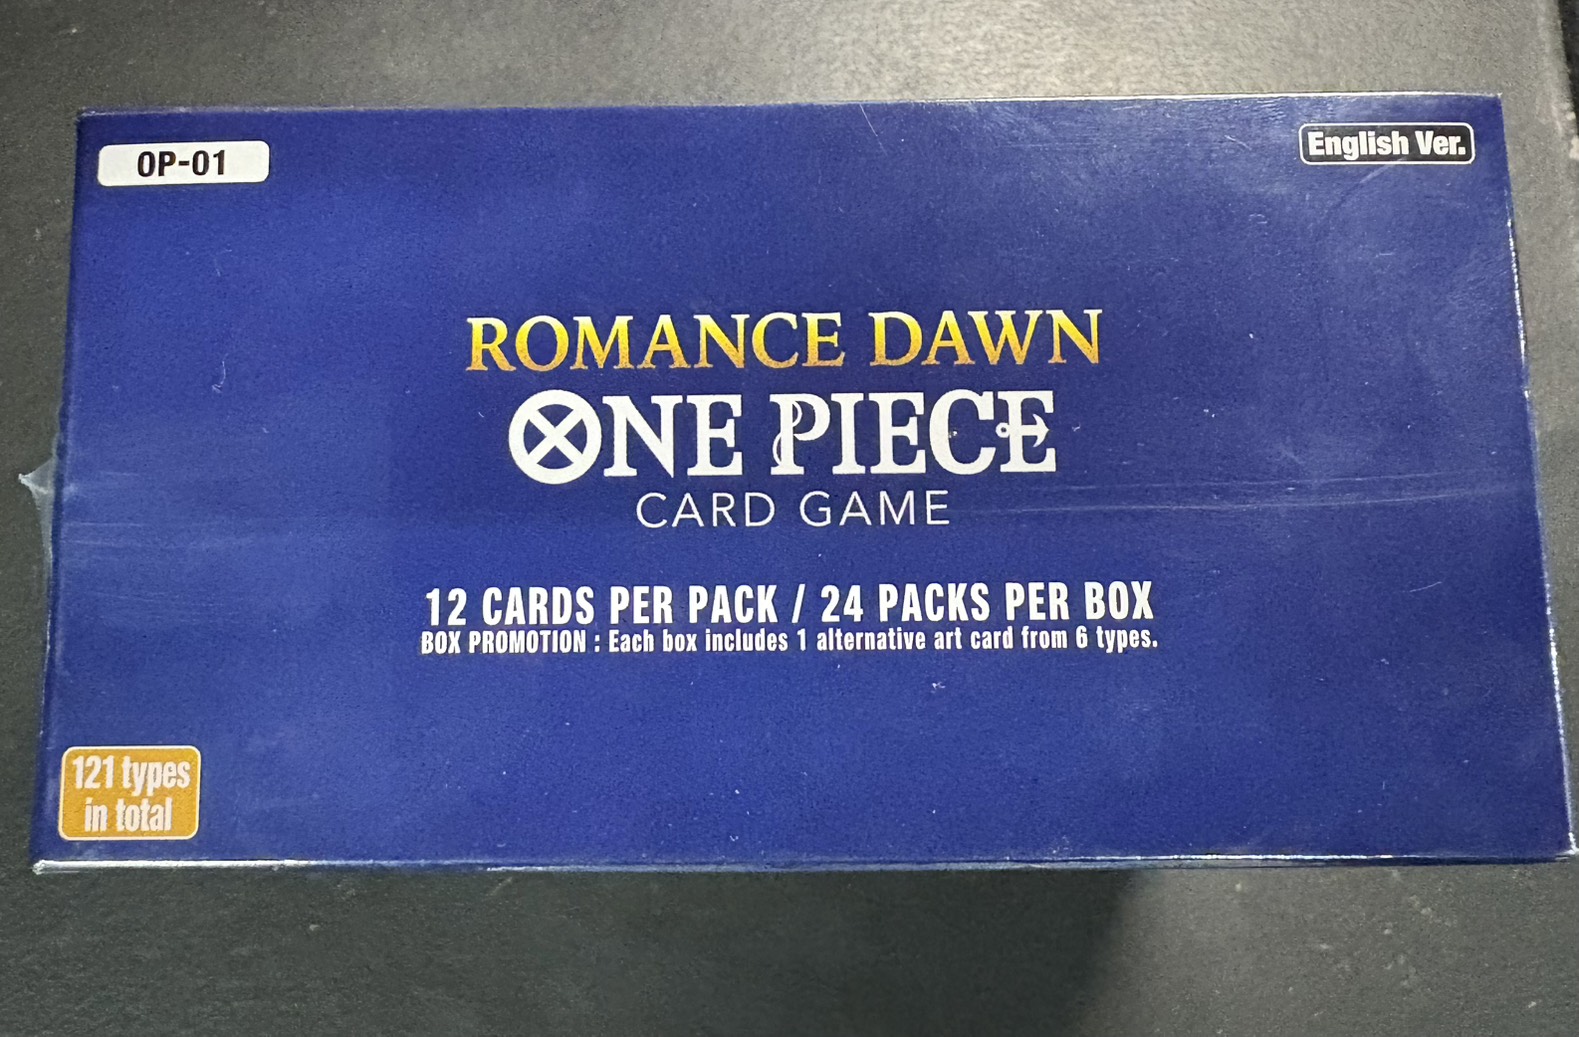 OP-01
English Ver.
ROMANCE DAWN
ONE PIECE
CARD GAME
12 CARDS PER PACK / 24 PACKS PER BOX
BOX PROMOTION : Each box includes 1 alternative art card from 6 types.
121 types
in total